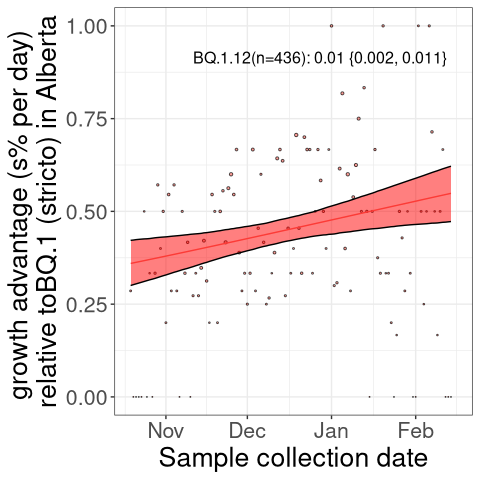 growth advantage (s% per day)
relative toBQ.1 (stricto) in Alberta
1.00
0.75
0.50
0.25
0.00
BQ.1.12(n=436): 0.01 {0.002, 0.011}
Nov Dec Jan Feb
Sample collection date